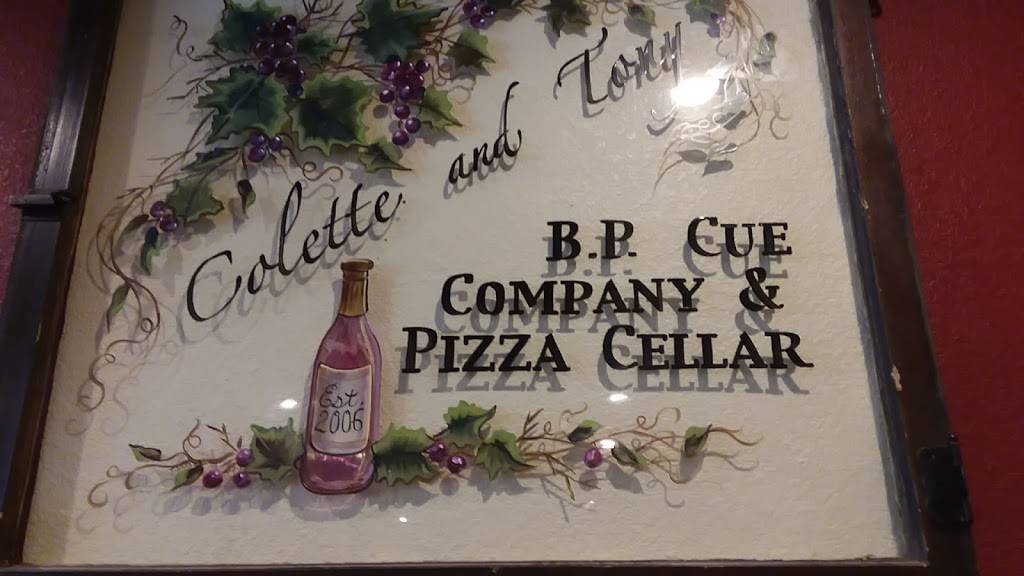 Colette and Tony
B.P. CUE
COMPANY &
PIZZA CELLAR
Est.
2006